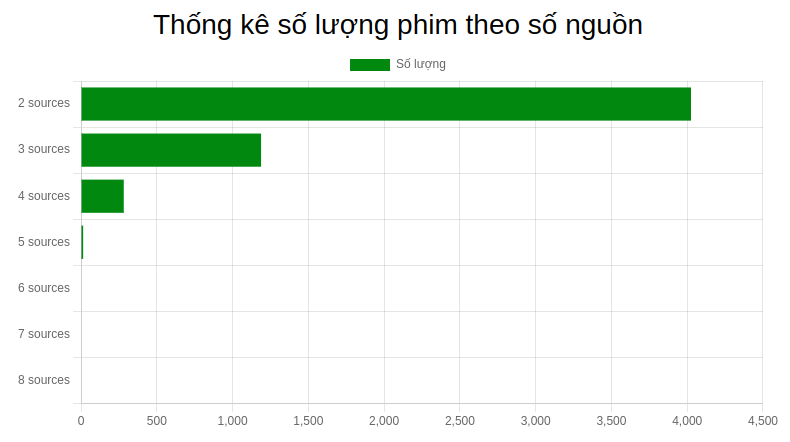 Thống kê số lượng phim theo số nguồn
Số lượng
2 sources
3 sources
4 sources
5 sources
6 sources
7 sources
8 sources
0 500 1,000 1,500 2,000 2,500 3,000 3,500 4,000 4,500